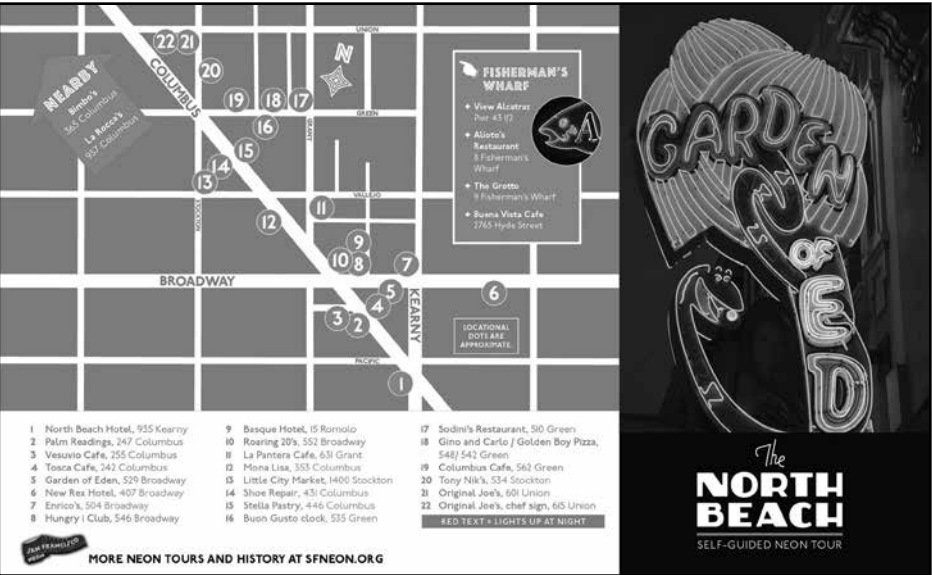 22
21
20
19
18
17
16
15
14
13
12
11
10
9
8
7
6
5
4
3
2
1
UNION
COLUMBUS
GREEN
GRANT
STOCKTON
VALLEJO
BROADWAY
KEARNY
PACIFIC
N
NEARBY
Bimbo's
365 Columbus
La Rocca's
957 Columbus
FISHERMAN'S
WHARF
View Alcatraz
Pier 43 1/2
Alioto's
Restaurant
8 Fisherman's
Wharf
The Grotto
9 Fisherman's Wharf
Buena Vista Cafe
2765 Hyde Street
A
LOCATIONAL
DOTS ARE
APPROXIMATE.
1 North Beach Hotel, 935 Kearny
2 Palm Readings, 247 Columbus
3 Vesuvio Cafe, 255 Columbus
4 Tosca Cafe, 242 Columbus
5 Garden of Eden, 529 Broadway
6 New Rex Hotel, 407 Broadway
7 Enrico's, 504 Broadway
8 Hungry i Club, 546 Broadway
9 Basque Hotel, 15 Romolo
10 Roaring 20's, 552 Broadway
11 La Pantera Cafe, 631 Grant
12 Mona Lisa, 353 Columbus
13 Little City Market, 1400 Stockton
14 Shoe Repair, 431 Columbus
15 Stella Pastry, 446 Columbus
16 Buon Gusto clock, 535 Green
17 Sodini's Restaurant, 510 Green
18 Gino and Carlo / Golden Boy Pizza,
548/ 542 Green
19 Columbus Cafe, 562 Green
20 Tony Nik's, 534 Stockton
21 Original Joe's, 601 Union
22 Original Joe's, chef sign, 615 Union
RED TEXT = LIGHTS UP AT NIGHT
SAN FRANCISCO
NEON
MORE NEON TOURS AND HISTORY AT SFNEON.ORG
GARDEN
OF
ED
The
NORTH
BEACH
SELF-GUIDED NEON TOUR